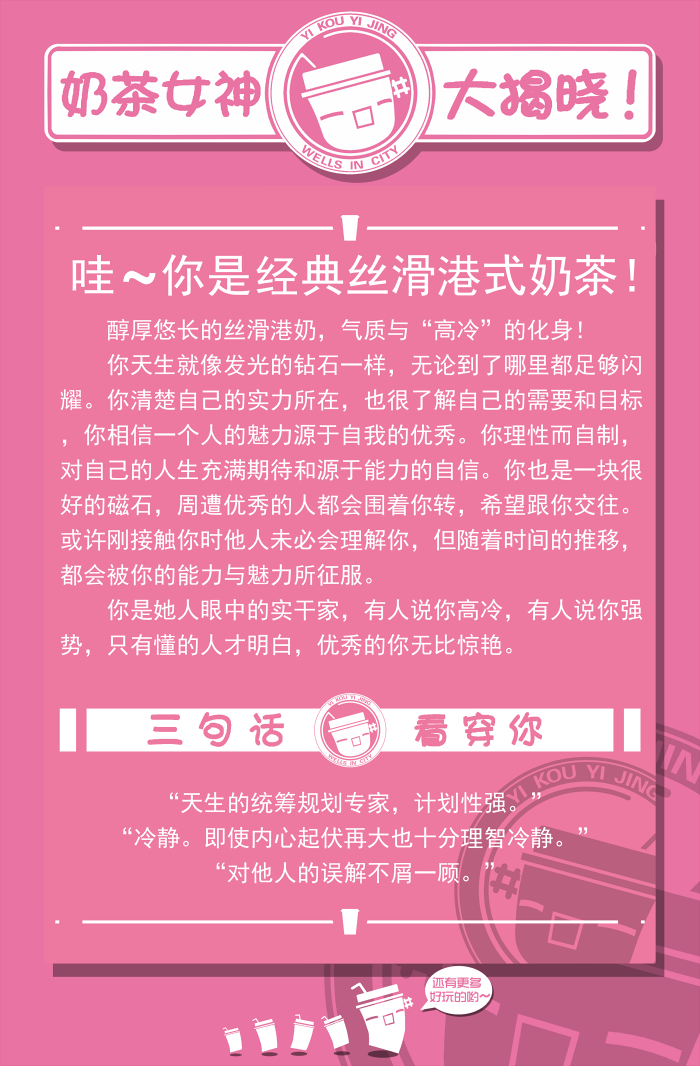 YI KOU YI JING
奶茶女神
大揭晓！
WELLS IN CITY
哇～你是经典丝滑港式奶茶！
醇厚悠长的丝滑港奶，气质与“高冷”的化身！
你天生就像发光的钻石一样，无论到了哪里都足够闪
耀。你清楚自己的实力所在，也很了解自己的需要和目标
，你相信一个人的魅力源于自我的优秀。你理性而自制，
对自己的人生充满期待和源于能力的自信。你也是一块很
好的磁石，周遭优秀的人都会围着你转，希望跟你交往。
或许刚接触你时他人未必会理解你，但随着时间的推移，
都会被你的能力与魅力所征服。
你是她人眼中的实干家，有人说你高冷，有人说你强
势，只有懂的人才明白，优秀的你无比惊艳。
YI KOU YI JING
三句话
看穿你
WELLS IN CITY
“天生的统筹规划专家，计划性强。”
“冷静。即使内心起伏再大也十分理智冷静。”
“对他人的误解不屑一顾。”
YI KOU YI JING
还有更多
好玩的哟～